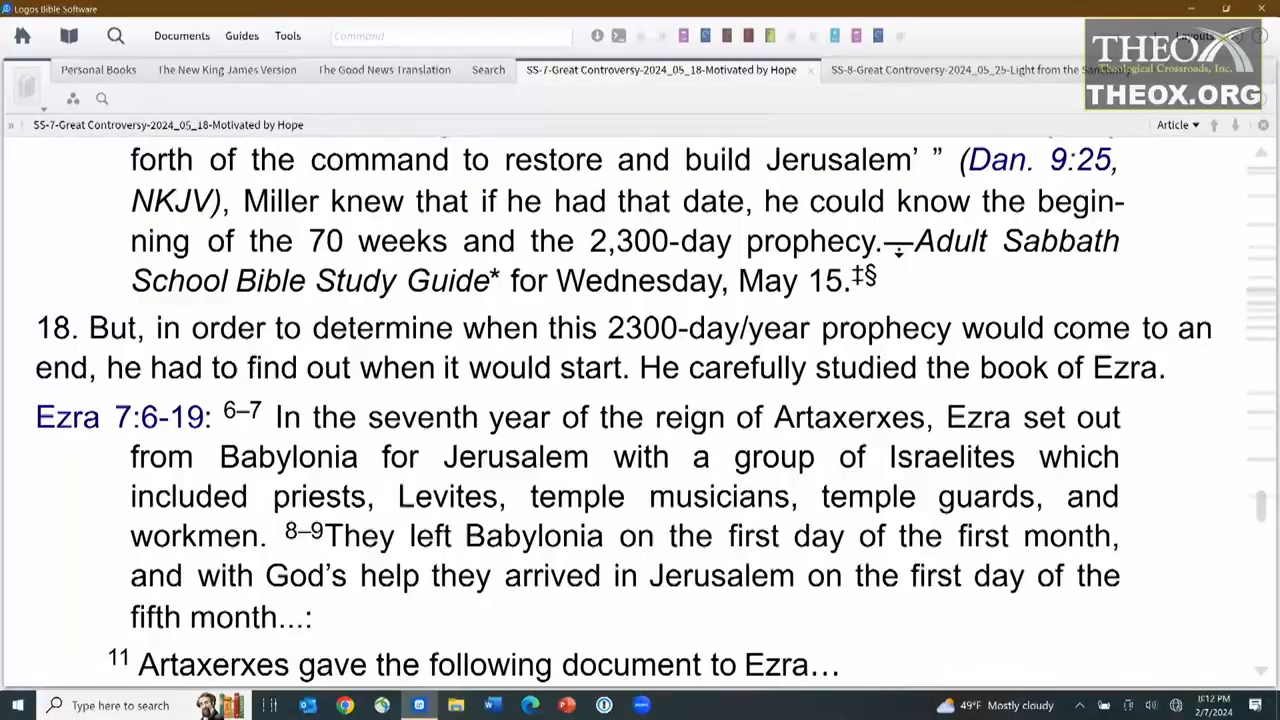 Logos Bible Software
Documents Guides Tools Command Layouts
THEOX
Theological Crossroads, Inc.
THEOX.ORG
Personal Books The New King James Version The Good News search SS-7-Great Controversy-2024_05_18-Motivated by Hope SS-8-Great Controversy-2024_05_25-Light from the
SS-7-Great Controversy-2024_05_18-Motivated by Hope Article
forth of the command to restore and build Jerusalem’ ” (Dan. 9:25,
NKJV), Miller knew that if he had that date, he could know the begin-
ning of the 70 weeks and the 2,300-day prophecy.—Adult Sabbath
School Bible Study Guide* for Wednesday, May 15.‡§
18. But, in order to determine when this 2300-day/year prophecy would come to an
end, he had to find out when it would start. He carefully studied the book of Ezra.
Ezra 7:6-19: 6–7 In the seventh year of the reign of Artaxerxes, Ezra set out
from Babylonia for Jerusalem with a group of Israelites which
included priests, Levites, temple musicians, temple guards, and
workmen. 8–9They left Babylonia on the first day of the first month,
and with God’s help they arrived in Jerusalem on the first day of the
fifth month...:
11 Artaxerxes gave the following document to Ezra…
Type here to search 49°F Mostly cloudy 8:12 PM
2/7/2024